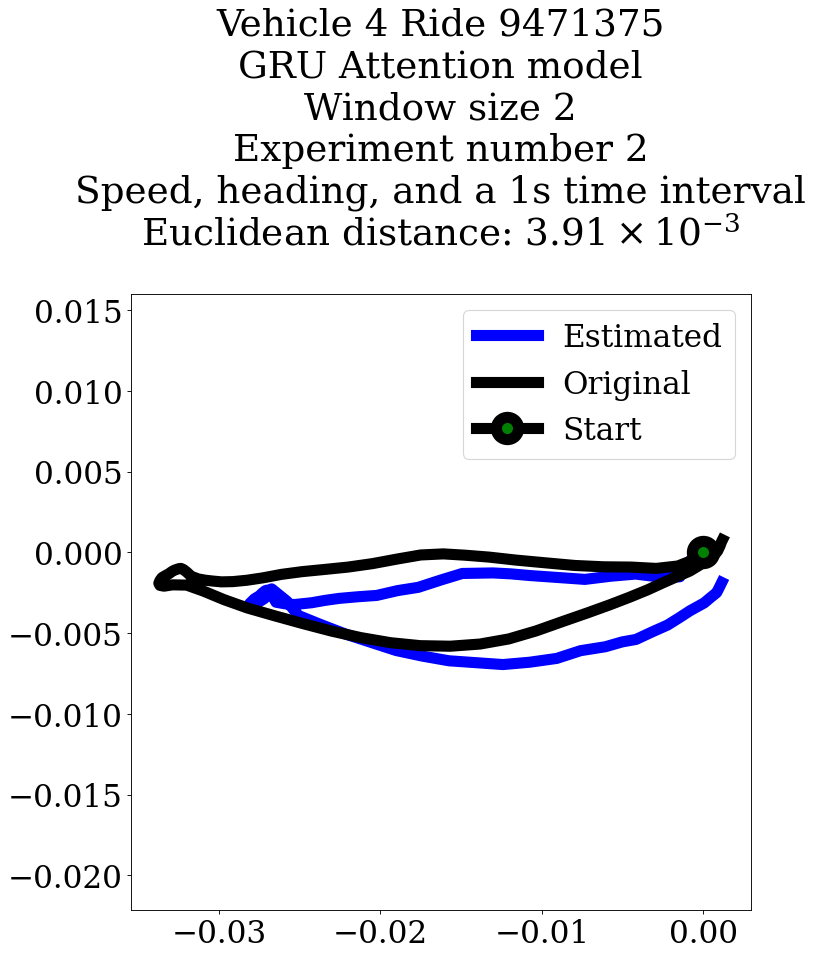 Vehicle 4 Ride 9471375
GRU Attention model
Window size 2
Experiment number 2
Speed, heading, and a 1s time interval
Euclidean distance: 3.91 × 10⁻³
Estimated
Original
Start
0.015
0.010
0.005
0.000
−0.005
−0.010
−0.015
−0.020
−0.03
−0.02
−0.01
0.00